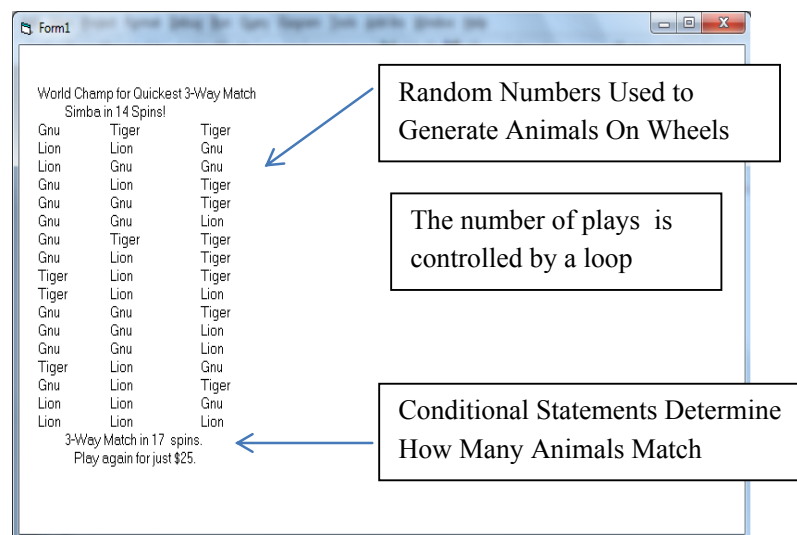 Form1
World Champ for Quickest 3-Way Match
Simba in 14 Spins!
Gnu Tiger Tiger
Lion Lion Gnu
Lion Gnu Gnu
Gnu Lion Tiger
Gnu Gnu Tiger
Gnu Gnu Lion
Gnu Tiger Tiger
Gnu Lion Tiger
Tiger Lion Tiger
Tiger Lion Lion
Gnu Gnu Tiger
Gnu Gnu Lion
Gnu Gnu Lion
Tiger Lion Gnu
Gnu Lion Tiger
Lion Lion Gnu
Lion Lion Lion
3-Way Match in 17 spins.
Play again for just $25.
Random Numbers Used to
Generate Animals On Wheels
The number of plays is
controlled by a loop
Conditional Statements Determine
How Many Animals Match